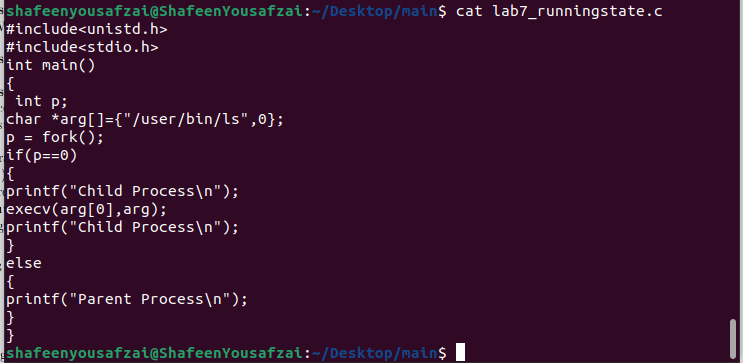 shafeenyousafzai@ShafeenYousafzai:~/Desktop/main$ cat lab7_runningstate.c
#include<unistd.h>
#include<stdio.h>
int main()
{
 int p;
char *arg[]={"/user/bin/ls",0};
p = fork();
if(p==0)
{
printf("Child Process\n");
execv(arg[0],arg);
printf("Child Process\n");
}
else
{
printf("Parent Process\n");
}
}
shafeenyousafzai@ShafeenYousafzai:~/Desktop/main$